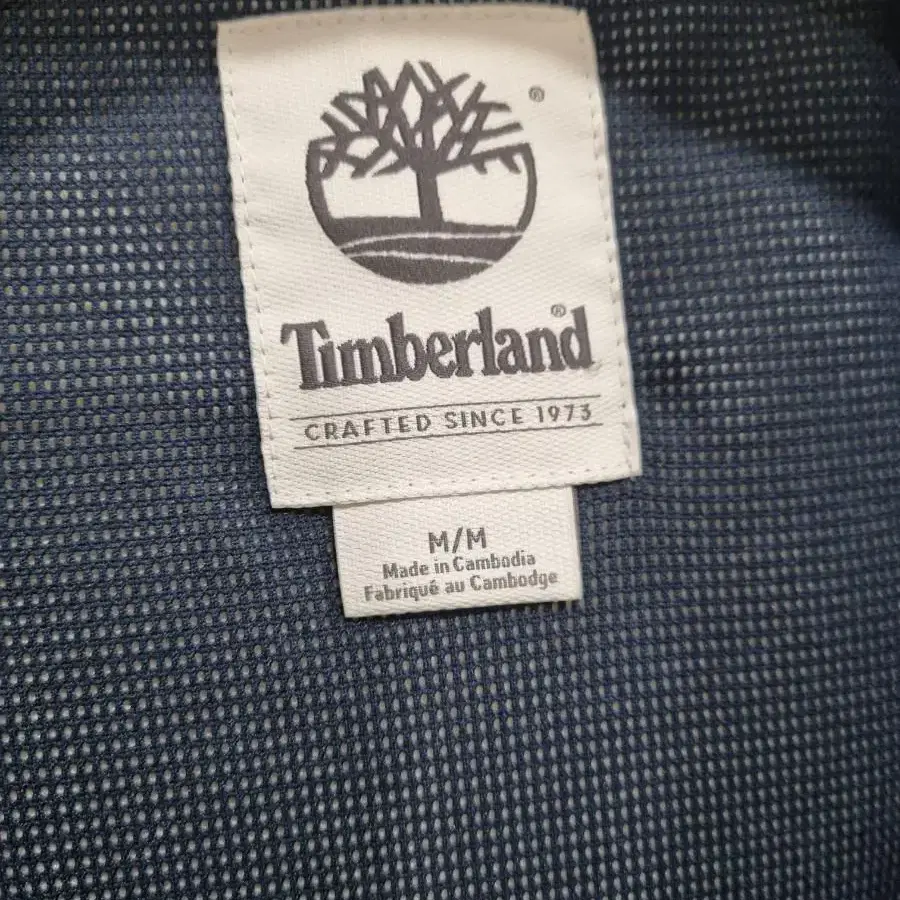 ®
Timberland®
CRAFTED SINCE 1973
M/M
Made in Cambodia
Fabriqué au Cambodge